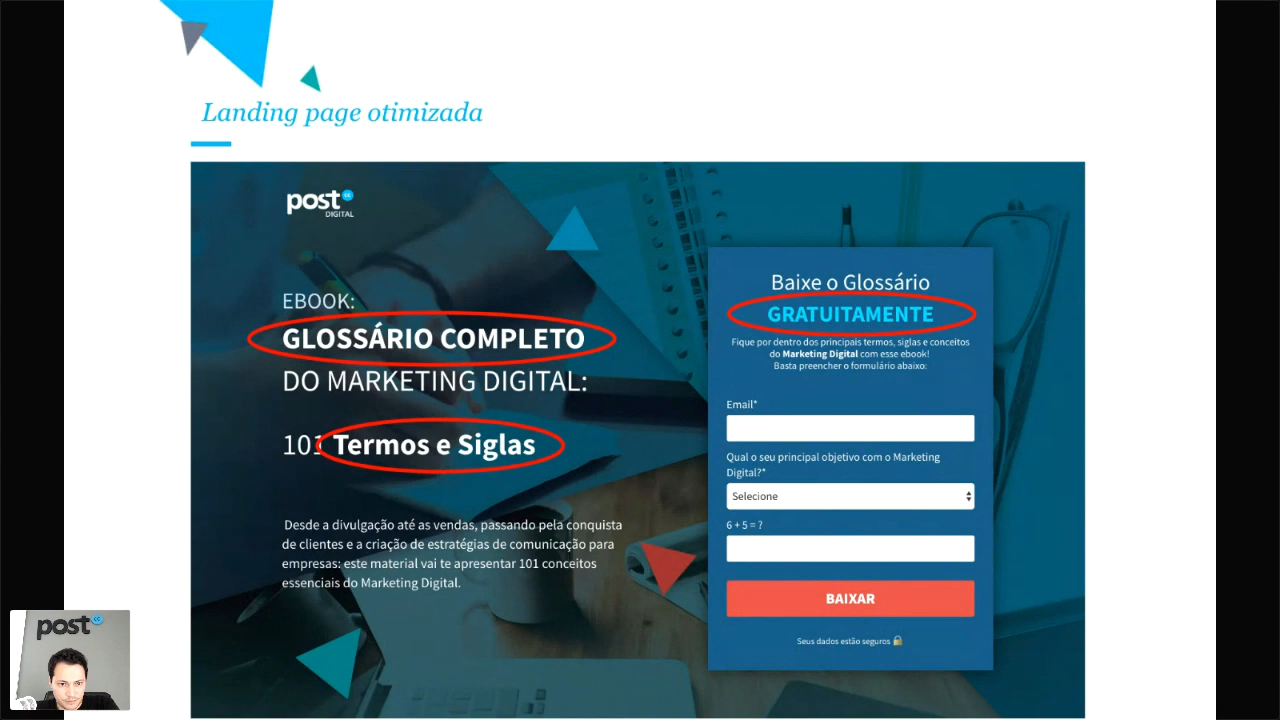 Landing page otimizada
post
DIGITAL
EBOOK:
GLOSSÁRIO COMPLETO
DO MARKETING DIGITAL:
101 Termos e Siglas
Desde a divulgação até as vendas, passando pela conquista
de clientes e a criação de estratégias de comunicação para
empresas: este material vai te apresentar 101 conceitos
essenciais do Marketing Digital.
Baixe o Glossário
GRATUITAMENTE
Fique por dentro dos principais termos, siglas e conceitos
do Marketing Digital com esse ebook!
Basta preencher o formulário abaixo:
Email*
Qual o seu principal objetivo com o Marketing
Digital?*
Selecione
6 + 5 = ?
BAIXAR
Seus dados estão seguros
post